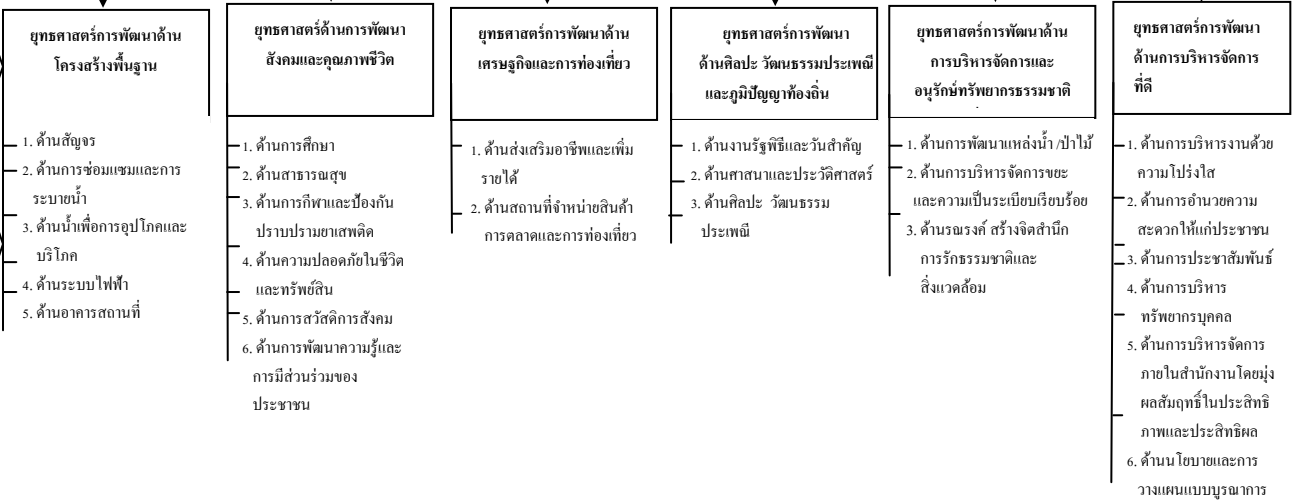 ยุทธศาสตร์การพัฒนาด้าน
โครงสร้างพื้นฐาน
1. ด้านสัญจร
2. ด้านการซ่อมแซมและการ
ระบายน้ำ
3. ด้านน้ำเพื่อการอุปโภคและ
บริโภค
4. ด้านระบบไฟฟ้า
5. ด้านอาคารสถานที่
ยุทธศาสตร์ด้านการพัฒนา
สังคมและคุณภาพชีวิต
1. ด้านการศึกษา
2. ด้านสาธารณสุข
3. ด้านการกีฬาและป้องกัน
ปราบปรามยาเสพติด
4. ด้านความปลอดภัยในชีวิต
และทรัพย์สิน
5. ด้านการสวัสดิการสังคม
6. ด้านการพัฒนาความรู้และ
การมีส่วนร่วมของ
ประชาชน
ยุทธศาสตร์การพัฒนาด้าน
เศรษฐกิจและการท่องเที่ยว
1. ด้านส่งเสริมอาชีพและเพิ่ม
รายได้
2. ด้านสถานที่จำหน่ายสินค้า
การตลาดและการท่องเที่ยว
ยุทธศาสตร์การพัฒนา
ด้านศิลปะ วัฒนธรรมประเพณี
และภูมิปัญญาท้องถิ่น
1. ด้านงานรัฐพิธีและวันสำคัญ
2. ด้านศาสนาและประวัติศาสตร์
3. ด้านศิลปะ วัฒนธรรม
ประเพณี
ยุทธศาสตร์การพัฒนาด้าน
การบริหารจัดการและ
อนุรักษ์ทรัพยากรธรรมชาติ
1. ด้านการพัฒนาแหล่งน้ำ /ป่าไม้
2. ด้านการบริหารจัดการขยะ
และความเป็นระเบียบเรียบร้อย
3. ด้านรณรงค์ สร้างจิตสำนึก
การรักธรรมชาติและ
สิ่งแวดล้อม
ยุทธศาสตร์การพัฒนา
ด้านการบริหารจัดการ
ที่ดี
1. ด้านการบริหารงานด้วย
ความโปร่งใส
2. ด้านการอำนวยความ
สะดวกให้แก่ประชาชน
3. ด้านการประชาสัมพันธ์
4. ด้านการบริหาร
ทรัพยากรบุคคล
5. ด้านการบริหารจัดการ
ภายในสำนักงานโดยมุ่ง
ผลสัมฤทธิ์ในประสิทธิ
ภาพและประสิทธิผล
6. ด้านนโยบายและการ
วางแผนแบบบูรณาการ